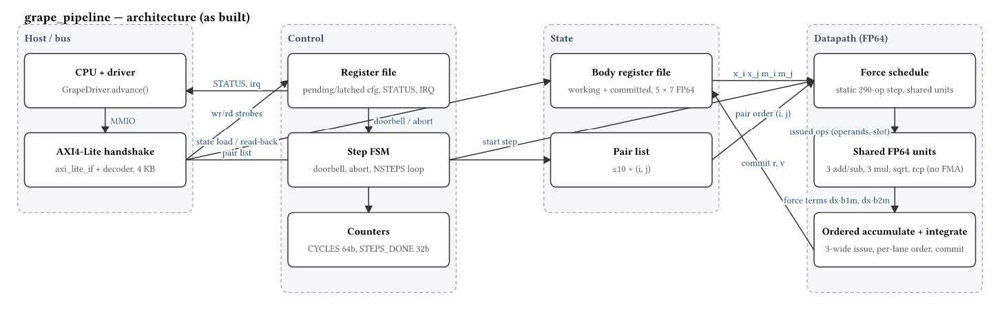 grape_pipeline — architecture (as built)
Host / bus
CPU + driver
GrapeDriver.advance()
MMIO
AXI4-Lite handshake
axi_lite_if + decoder, 4 KB
STATUS, irq
wr/rd strobes
state load / read-back
pair list
Control
Register file
pending/latched cfg, STATUS, IRQ
doorbell / abort
Step FSM
doorbell, abort, NSTEPS loop
Counters
CYCLES 64b, STEPS_DONE 32b
start step
State
Body register file
working + committed, 5 × 7 FP64
Pair list
≤10 × (i, j)
x_i x_j m_i m_j
pair order (i, j)
commit r, v
Datapath (FP64)
Force schedule
static 290-op step, shared units
issued ops (operands, slot)
Shared FP64 units
3 add/sub, 3 mul, sqrt, rcp (no FMA)
force terms dx·b1m, dx·b2m
Ordered accumulate + integrate
3-wide issue, per-lane order, commit